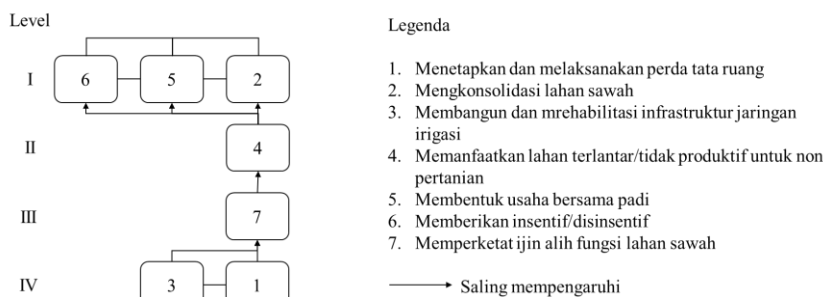 Level
Legenda
I
6
5
2
II
4
III
7
IV
3
1
1. Menetapkan dan melaksanakan perda tata ruang
2. Mengkonsolidasi lahan sawah
3. Membangun dan mrehabilitasi infrastruktur jaringan
irigasi
4. Memanfaatkan lahan terlantar/tidak produktif untuk non
pertanian
5. Membentuk usaha bersama padi
6. Memberikan insentif/disinsentif
7. Memperketat ijin alih fungsi lahan sawah
Saling mempengaruhi